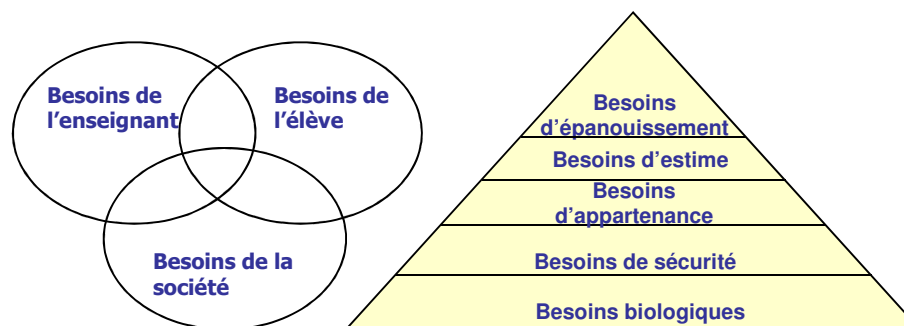 Besoins de
l'enseignant
Besoins de
l'élève
Besoins de la
société
Besoins
d'épanouissement
Besoins d'estime
Besoins
d'appartenance
Besoins de sécurité
Besoins biologiques